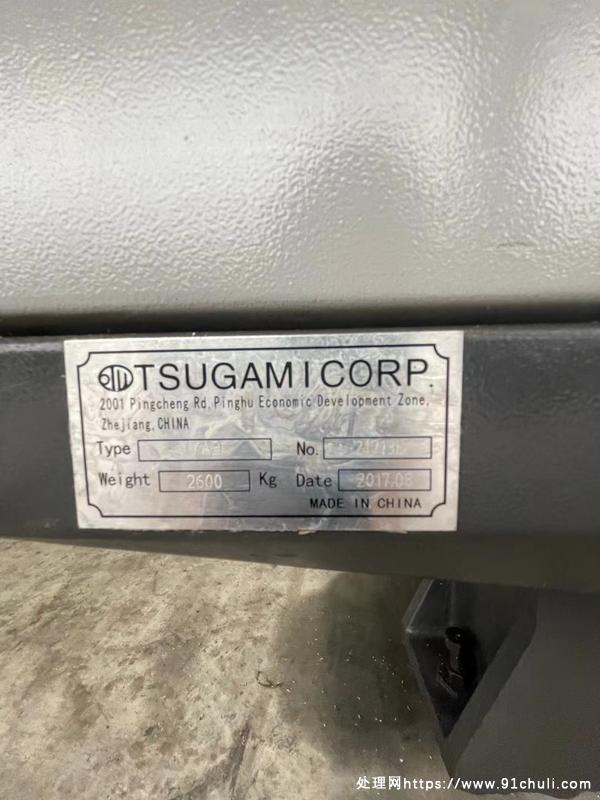 TSUGAMI CORP.
2001 Pingcheng Rd, Pinghu Economic Development Zone,
Zhejiang, CHINA
Type No.
Weight 2600 Kg Date 2017.08
MADE IN CHINA
处理网https://www.91chuli.com